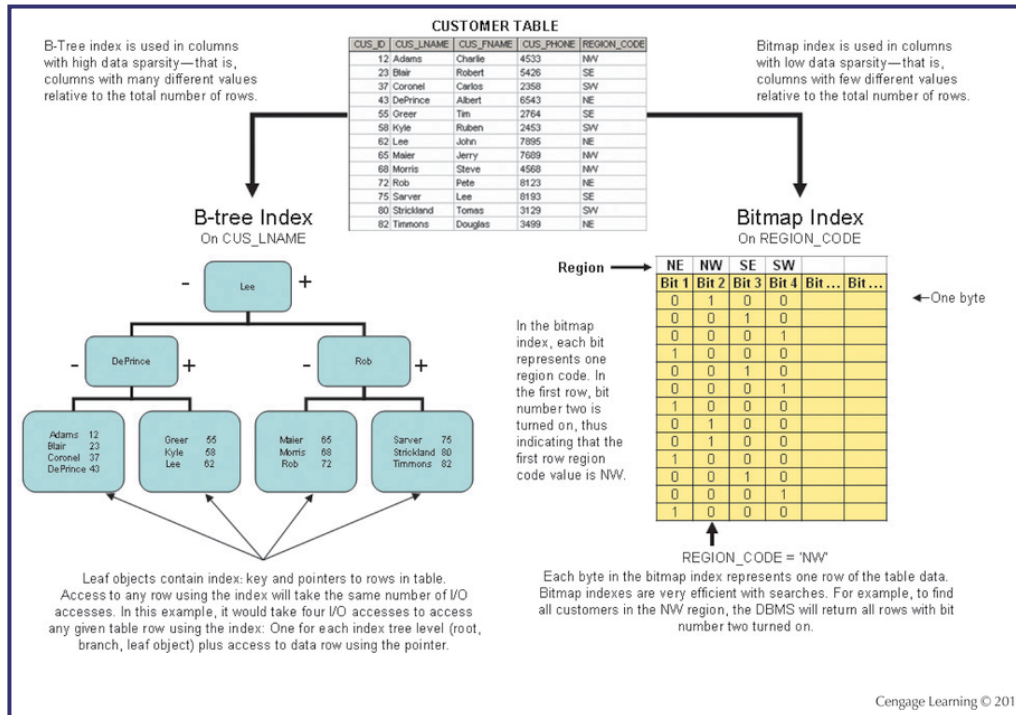 CUSTOMER TABLE
B-Tree index is used in columns
with high data sparsity—that is,
columns with many different values
relative to the total number of rows.
CUS_ID CUS_LNAME CUS_FNAME CUS_PHONE REGION_CODE
12 Adams Charlie 4533 NW
23 Blair Robert 5426 SE
37 Coronel Carlos 2358 SW
43 DePrince Albert 6543 NE
55 Greer Tim 2764 SE
58 Kyle Ruben 2453 SW
62 Lee John 7895 NE
65 Maier Jerry 7689 NW
68 Morris Steve 4568 NW
72 Rob Pete 8123 NE
75 Sarver Lee 8193 SE
80 Strickland Tomas 3129 SW
82 Timmons Douglas 3499 NE
Bitmap index is used in columns
with low data sparsity—that is,
columns with few different values
relative to the total number of rows.
B-tree Index
On CUS_LNAME
- Lee +
- DePrince +
- Rob +
Adams 12
Blair 23
Coronel 37
DePrince 43
Greer 55
Kyle 58
Lee 62
Maier 65
Morris 68
Rob 72
Sarver 75
Strickland 80
Timmons 82
Leaf objects contain index: key and pointers to rows in table.
Access to any row using the index will take the same number of I/O
accesses. In this example, it would take four I/O accesses to access
any given table row using the index: One for each index tree level (root,
branch, leaf object) plus access to data row using the pointer.
Bitmap Index
On REGION_CODE
Region NE NW SE SW
Bit 1 Bit 2 Bit 3 Bit 4 Bit ... Bit ...
0 1 0 0
0 0 1 0
0 0 0 1
1 0 0 0
0 0 1 0
0 0 0 1
1 0 0 0
0 1 0 0
0 1 0 0
1 0 0 0
0 0 1 0
0 0 0 1
1 0 0 0
One byte
In the bitmap
index, each bit
represents one
region code. In
the first row, bit
number two is
turned on, thus
indicating that the
first row region
code value is NW.
REGION_CODE = 'NW'
Each byte in the bitmap index represents one row of the table data.
Bitmap indexes are very efficient with searches. For example, to find
all customers in the NW region, the DBMS will return all rows with bit
number two turned on.
Cengage Learning © 201